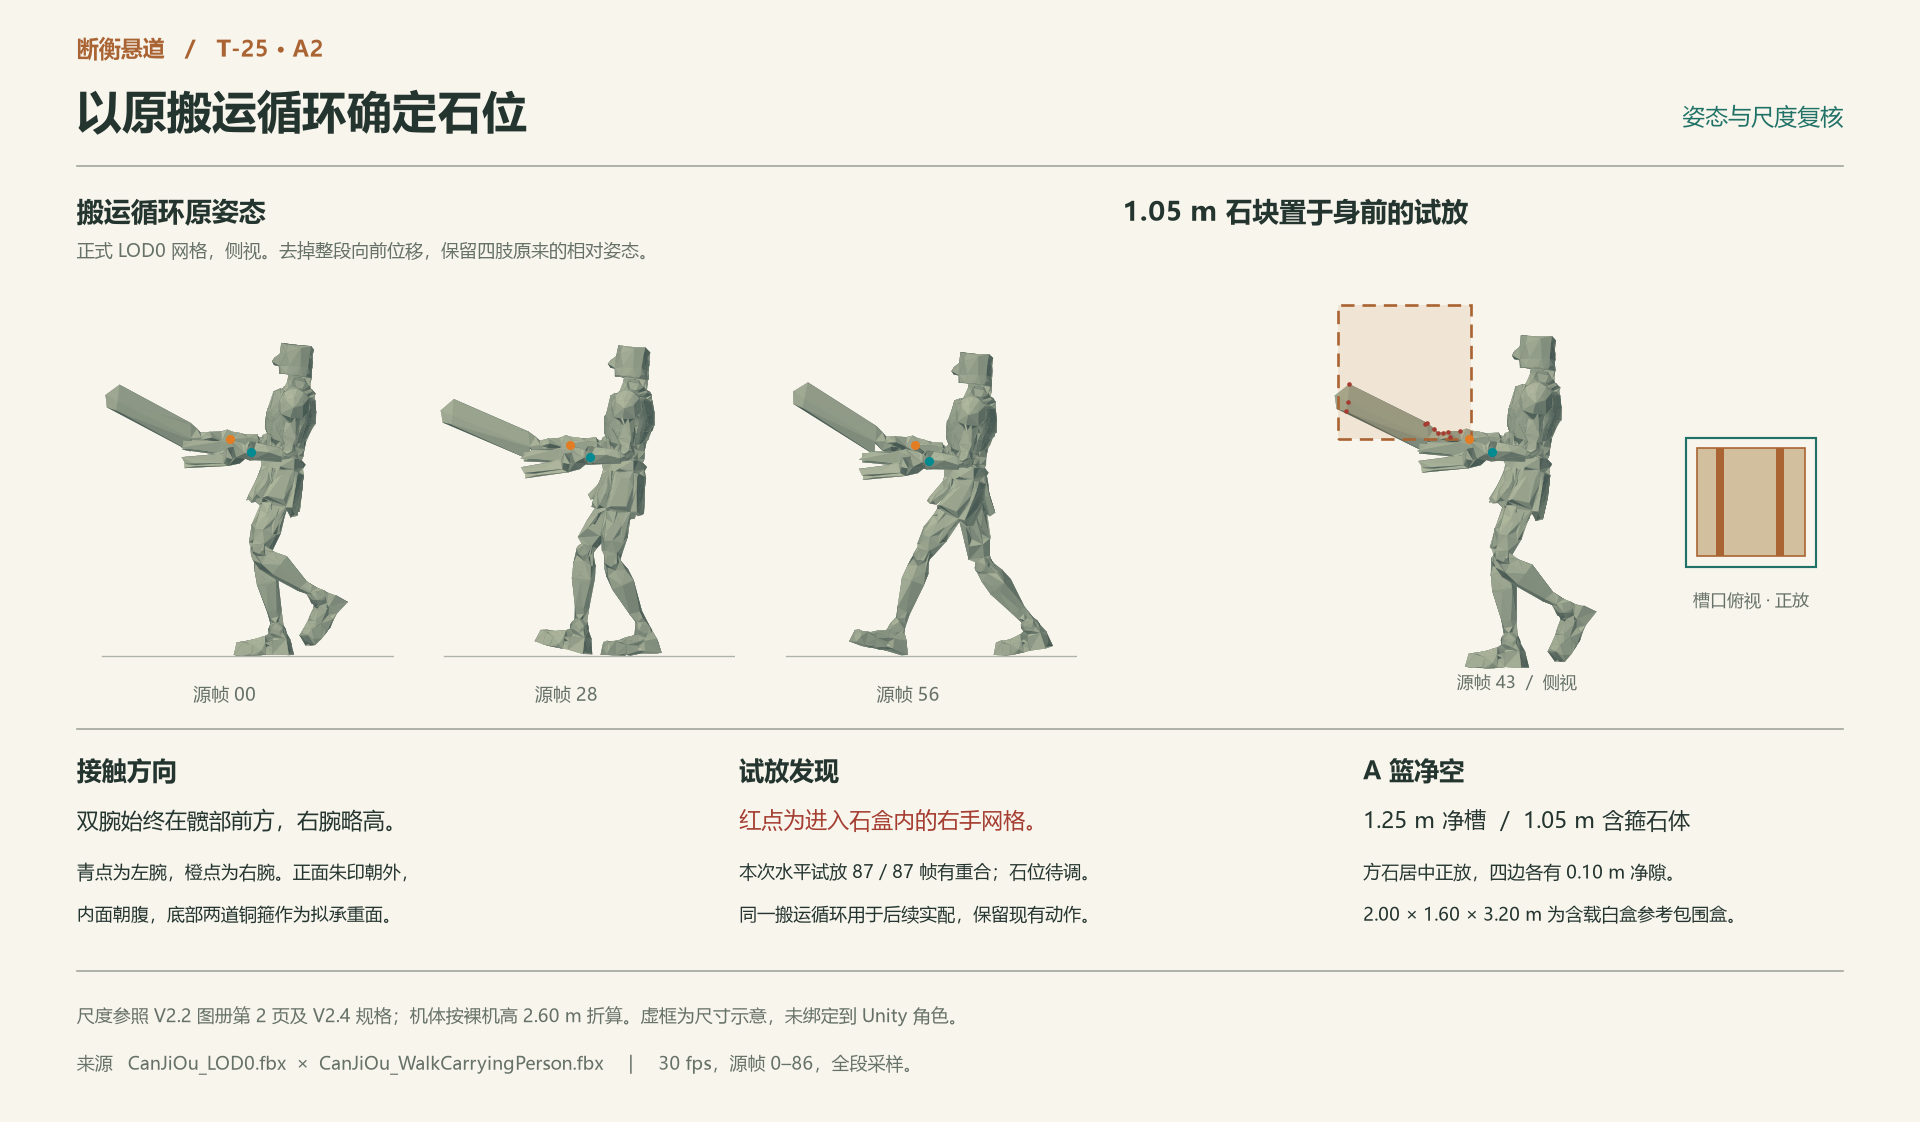 断衡悬道 / T-25 • A2
以原搬运循环确定石位
姿态与尺度复核
搬运循环原姿态
正式 LOD0 网格，侧视。去掉整段向前位移，保留四肢原来的相对姿态。
1.05 m 石块置于身前的试放
源帧 00
源帧 28
源帧 56
源帧 43 / 侧视
槽口俯视 · 正放
接触方向
双腕始终在髋部前方，右腕略高。
青点为左腕，橙点为右腕。正面朱印朝外，
内面朝腹，底部两道铜箍作为拟承重面。
试放发现
红点为进入石盒内的右手网格。
本次水平试放 87 / 87 帧有重合；石位待调。
同一搬运循环用于后续实配，保留现有动作。
A 篮净空
1.25 m 净槽 / 1.05 m 含箍石体
方石居中正放，四边各有 0.10 m 净隙。
2.00 × 1.60 × 3.20 m 为含载白盒参考包围盒。
尺度参照 V2.2 图册第 2 页及 V2.4 规格；机体按裸机高 2.60 m 折算。虚框为尺寸示意，未绑定到 Unity 角色。
来源 CanJiOu_LOD0.fbx × CanJiOu_WalkCarryingPerson.fbx | 30 fps，源帧 0–86，全段采样。